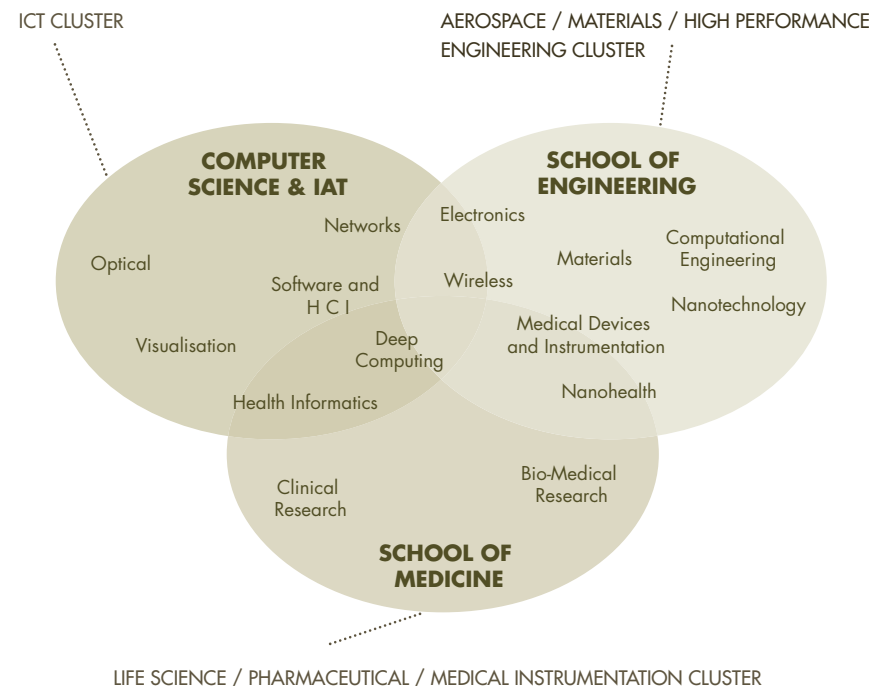 ICT CLUSTER
AEROSPACE / MATERIALS / HIGH PERFORMANCE
ENGINEERING CLUSTER
COMPUTER
SCIENCE & IAT
SCHOOL OF
ENGINEERING
Networks
Electronics
Optical
Materials
Computational
Engineering
Software and
H C I
Wireless
Nanotechnology
Visualisation
Deep
Computing
Medical Devices
and Instrumentation
Health Informatics
Nanohealth
Clinical
Research
Bio-Medical
Research
SCHOOL OF
MEDICINE
LIFE SCIENCE / PHARMACEUTICAL / MEDICAL INSTRUMENTATION CLUSTER